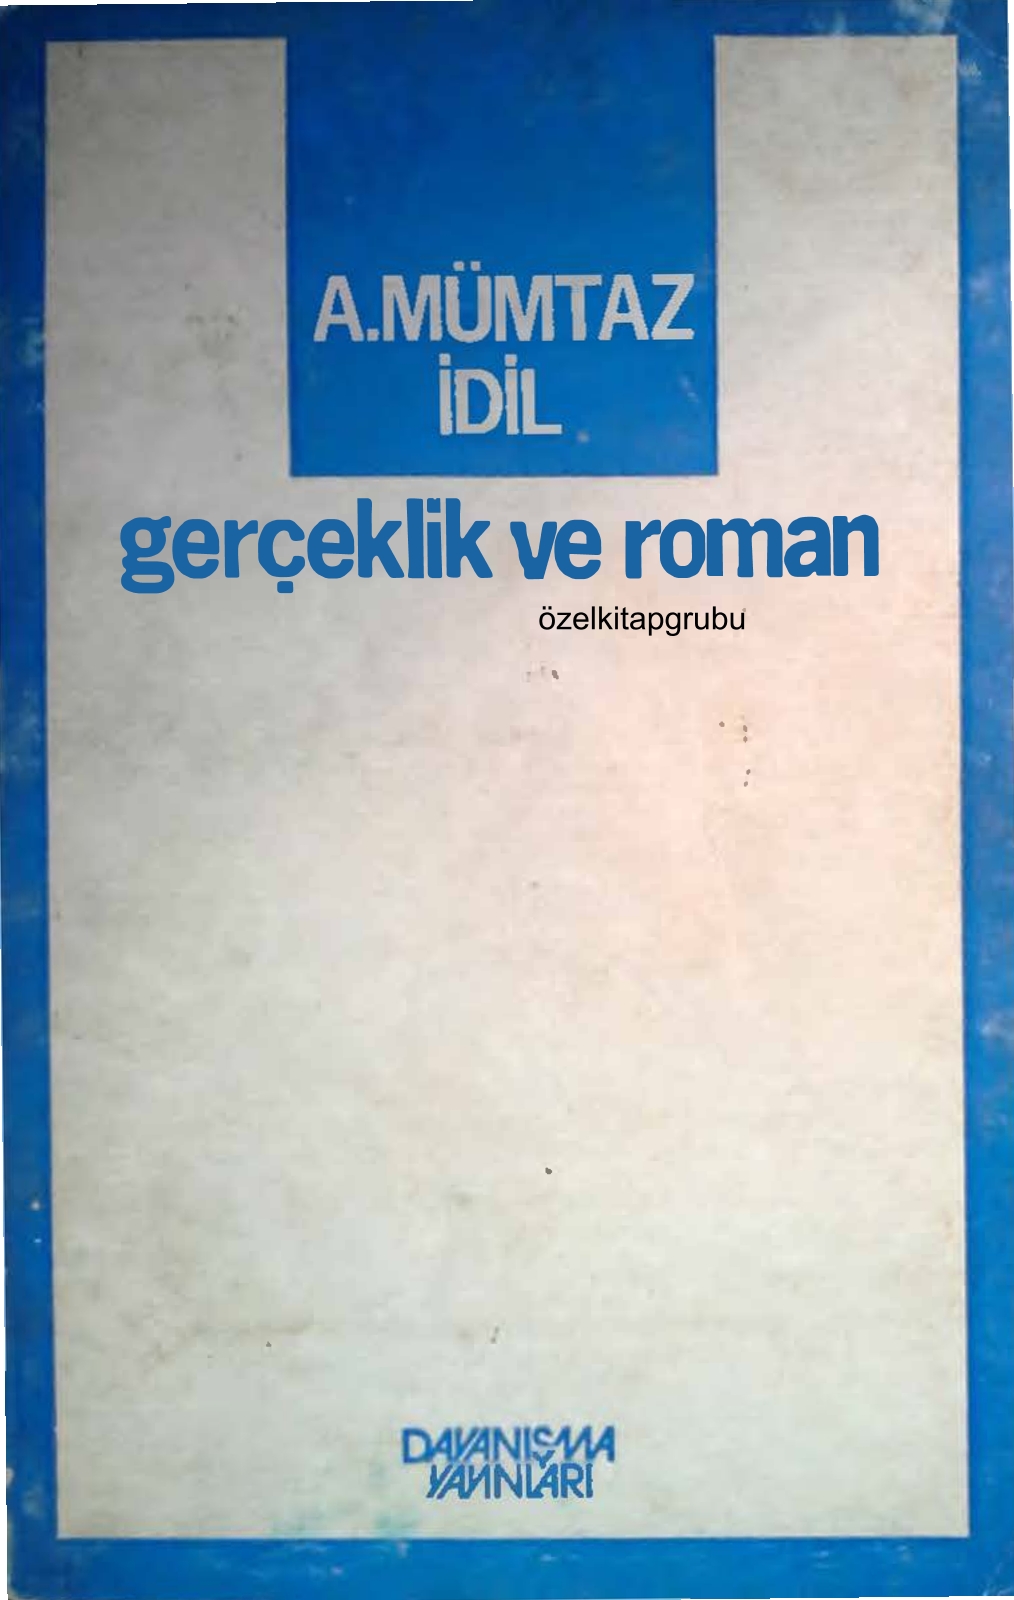 A.MÜMTAZ
İDİL
gerçeklik ve roman
özelkitapgrubu
DAYANIŞMA
YAYINLARI